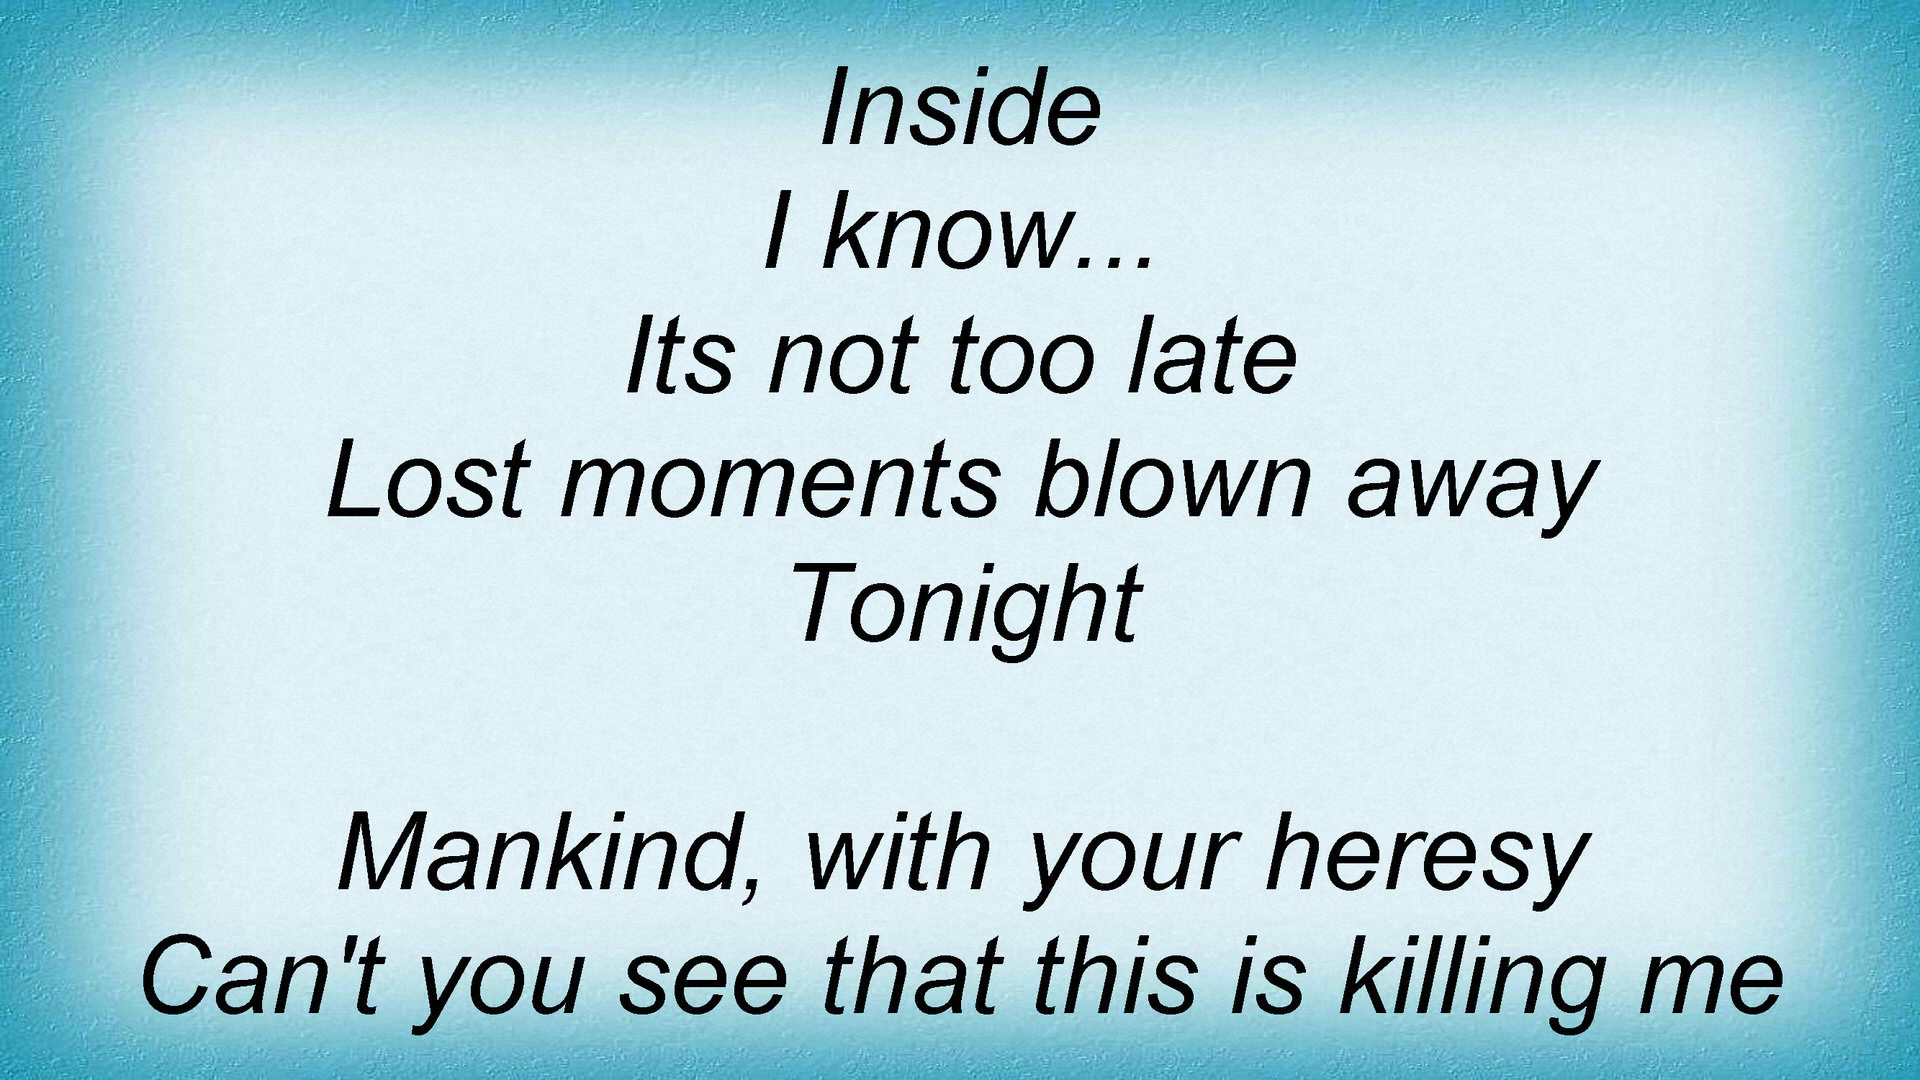 Inside
I know...
Its not too late
Lost moments blown away
Tonight
Mankind, with your heresy
Can't you see that this is killing me